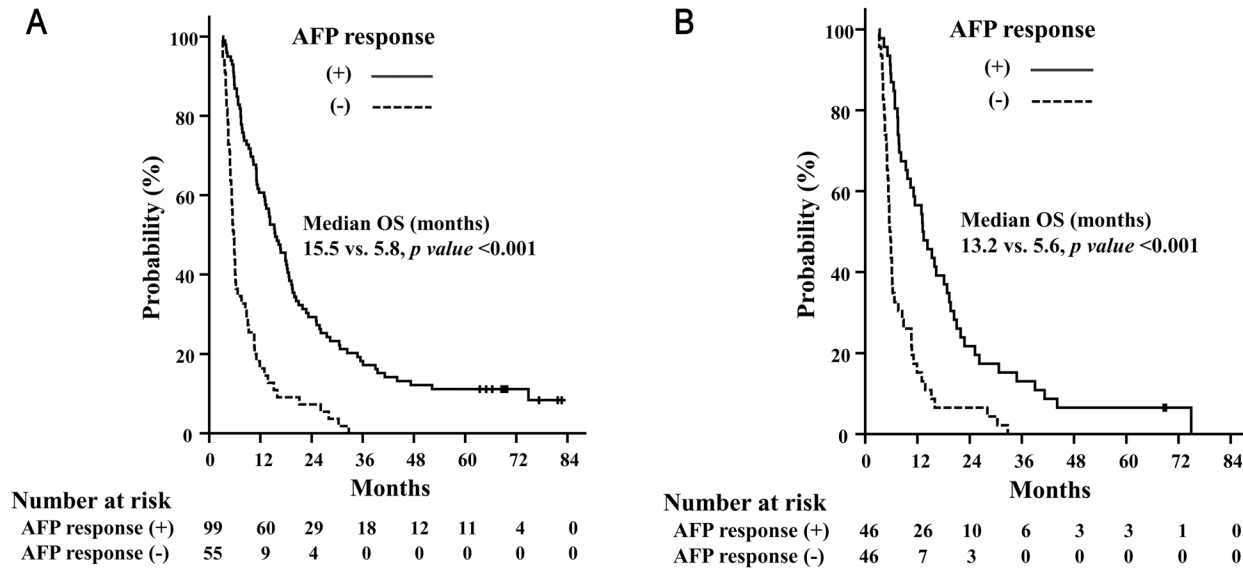 A
AFP response
(+)
(-)
100
80
60
40
20
0
Probability (%)
Median OS (months)
15.5 vs. 5.8, p value <0.001
0 12 24 36 48 60 72 84
Months
Number at risk
AFP response (+) 99 60 29 18 12 11 4 0
AFP response (-) 55 9 4 0 0 0 0 0
B
AFP response
(+)
(-)
100
80
60
40
20
0
Probability (%)
Median OS (months)
13.2 vs. 5.6, p value <0.001
0 12 24 36 48 60 72 84
Months
Number at risk
AFP response (+) 46 26 10 6 3 3 1 0
AFP response (-) 46 7 3 0 0 0 0 0